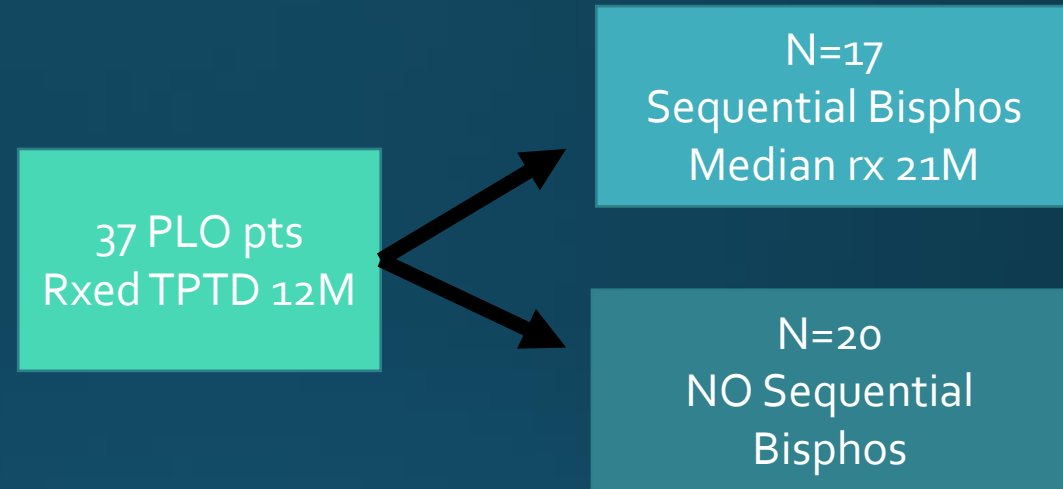 N=17
Sequential Bisphos
Median rx 21M
37 PLO pts
Rxed TPTD 12M
N=20
NO Sequential
Bisphos